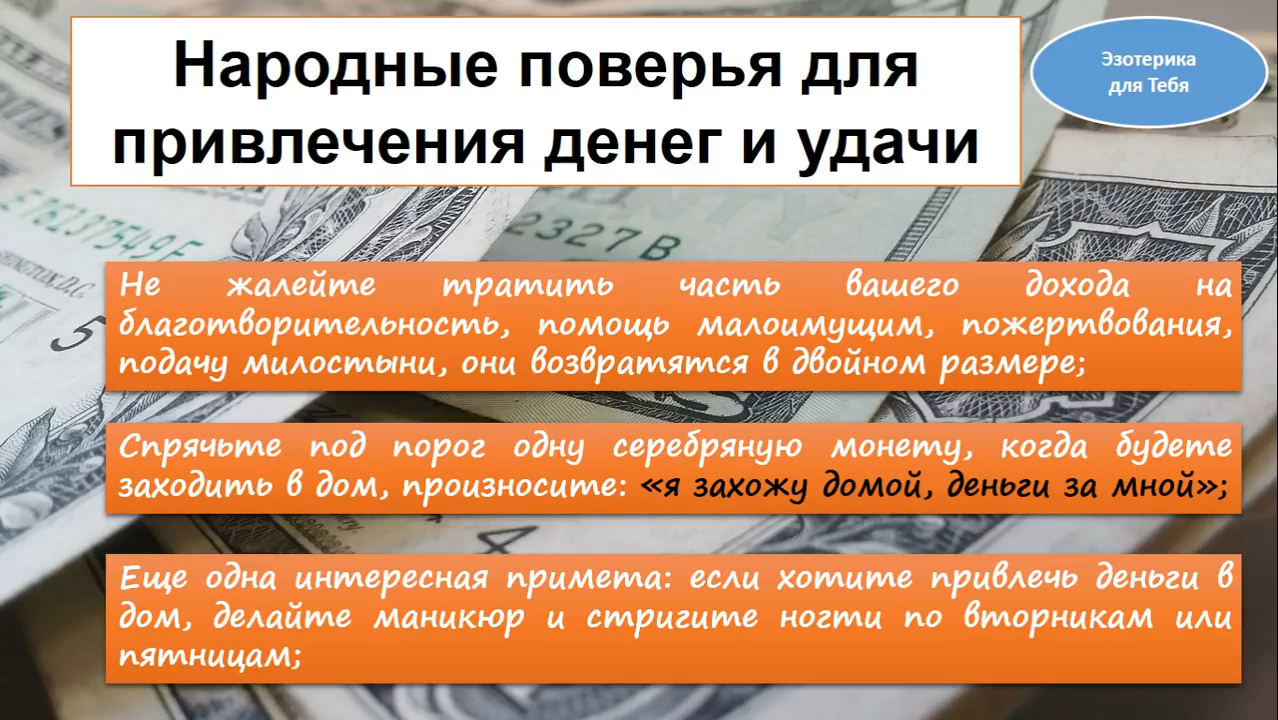 Народные поверья для
привлечения денег и удачи
Эзотерика
для Тебя
Не жалейте тратить часть вашего дохода на
благотворительность, помощь малоимущим, пожертвования,
подачу милостыни, они возвратятся в двойном размере;
Спрячьте под порог одну серебряную монету, когда будете
заходить в дом, произносите: «я захожу домой, деньги за мной»;
Еще одна интересная примета: если хотите привлечь деньги в
дом, делайте маникюр и стригите ногти по вторникам или
пятницам;
2327 B
5
4